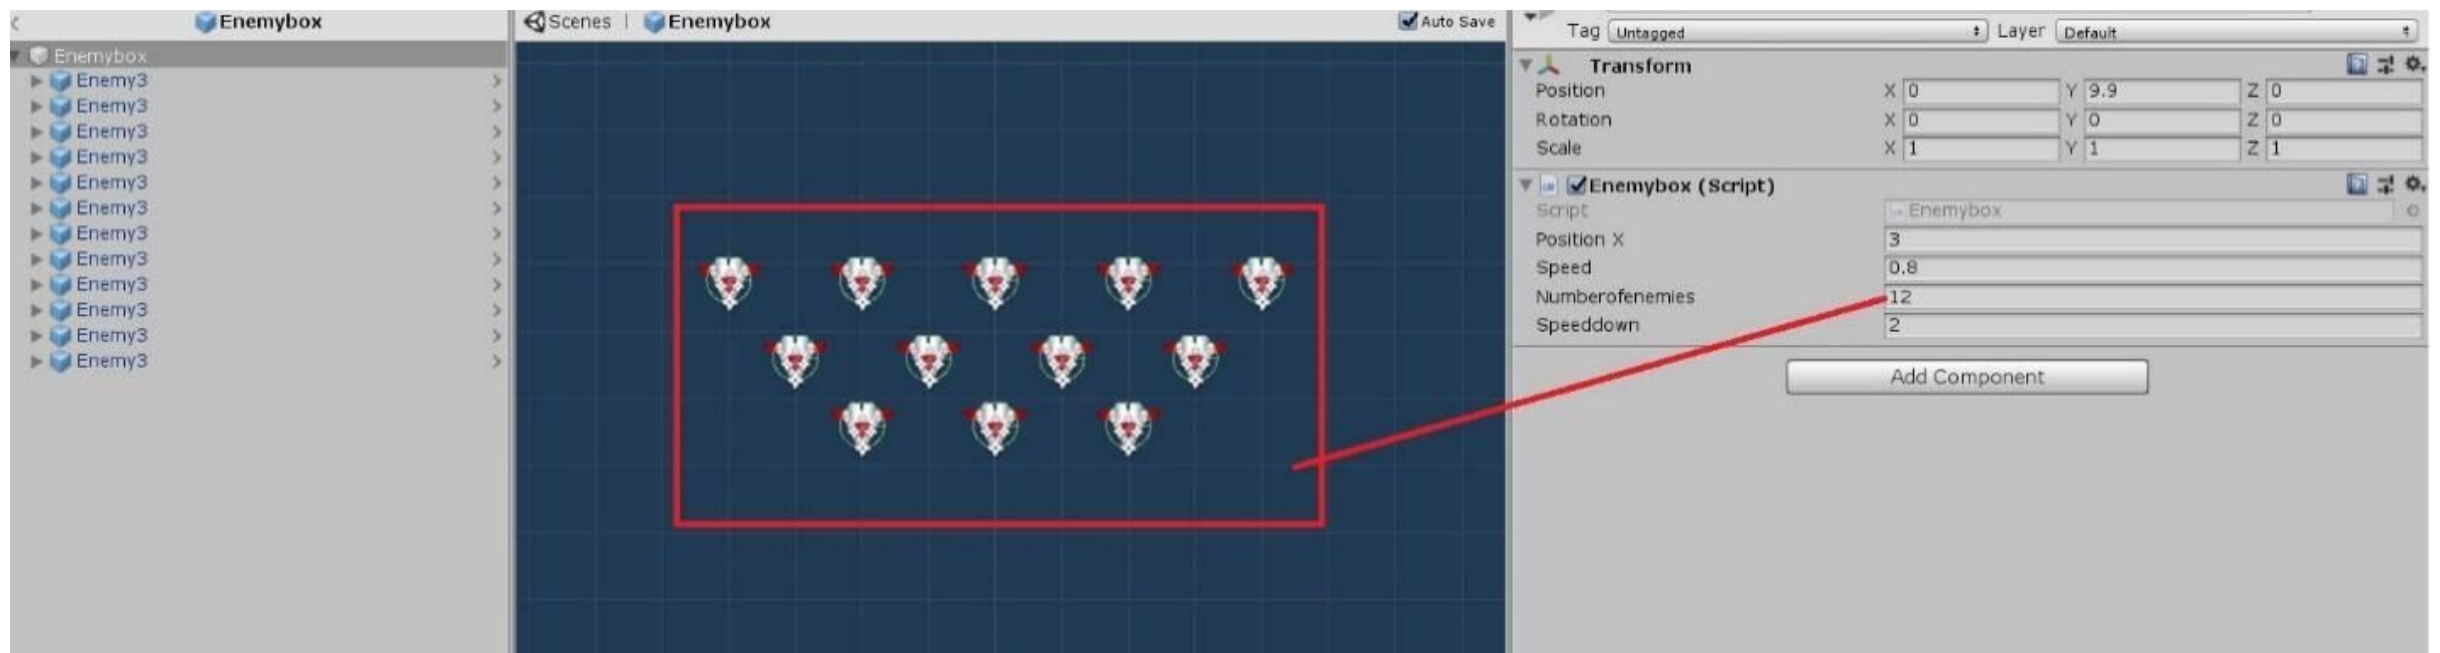 Enemybox
Enemybox
Enemy3
Enemy3
Enemy3
Enemy3
Enemy3
Enemy3
Enemy3
Enemy3
Enemy3
Enemy3
Enemy3
Enemy3
Scenes | Enemybox Auto Save
Tag Untagged Layer Default
Transform
Position X 0 Y 9.9 Z 0
Rotation X 0 Y 0 Z 0
Scale X 1 Y 1 Z 1
Enemybox (Script)
Script Enemybox
Position X 3
Speed 0.8
Numberofenemies 12
Speeddown 2
Add Component